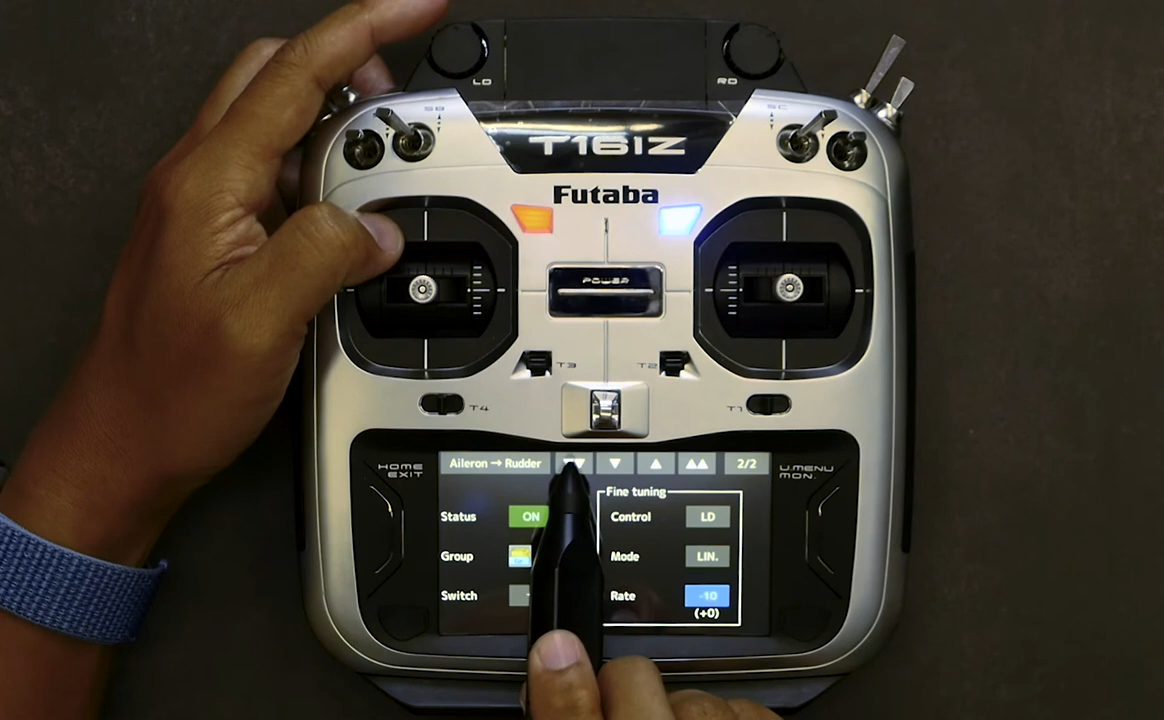 LD
RD
SB
SC
T16IZ
Futaba
POWER
T3
T2
T4
T1
HOME
EXIT
U.MENU
MON.
Aileron → Rudder
2/2
Fine tuning
Status
ON
Control
LD
Group
Mode
LIN.
Switch
Rate
-10
(+0)